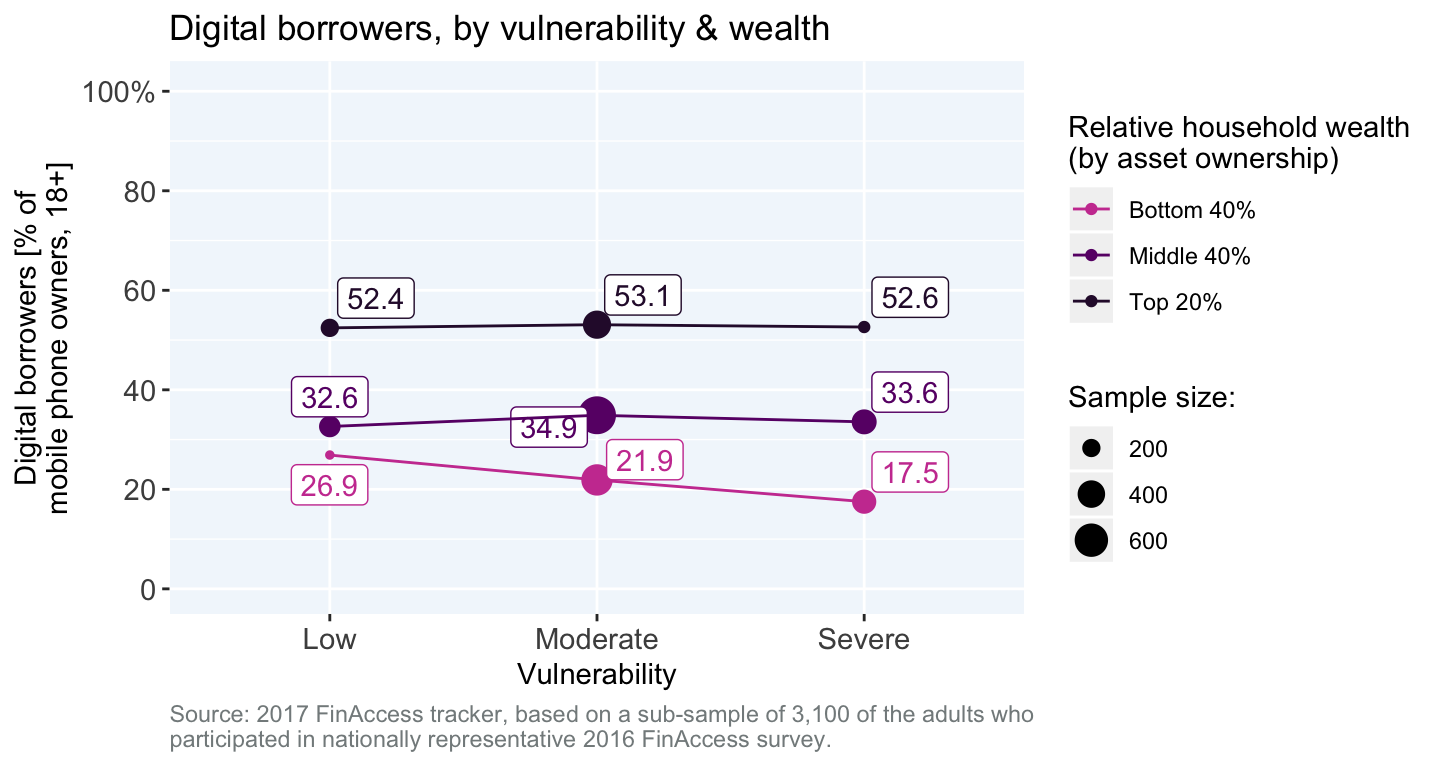 Digital borrowers, by vulnerability & wealth
Digital borrowers [% of
mobile phone owners, 18+]
100%
80
60
40
20
0
52.4
53.1
52.6
32.6
34.9
33.6
26.9
21.9
17.5
Low
Moderate
Severe
Vulnerability
Relative household wealth
(by asset ownership)
Bottom 40%
Middle 40%
Top 20%
Sample size:
200
400
600
Source: 2017 FinAccess tracker, based on a sub-sample of 3,100 of the adults who
participated in nationally representative 2016 FinAccess survey.